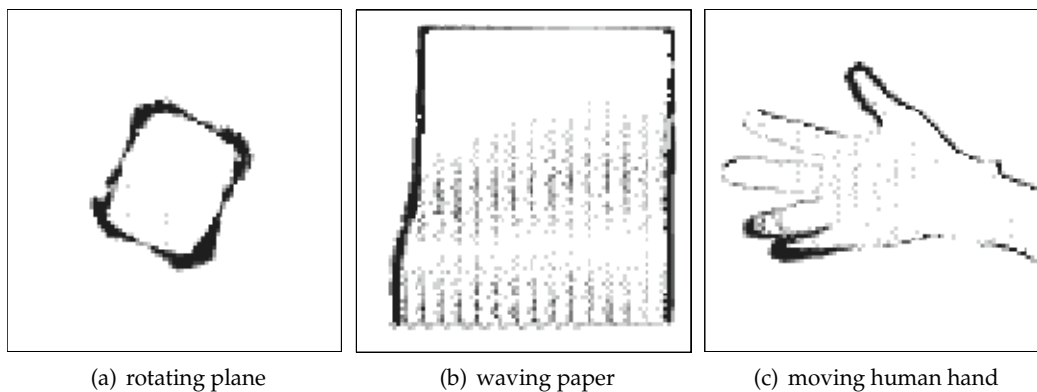 (a) rotating plane
(b) waving paper
(c) moving human hand